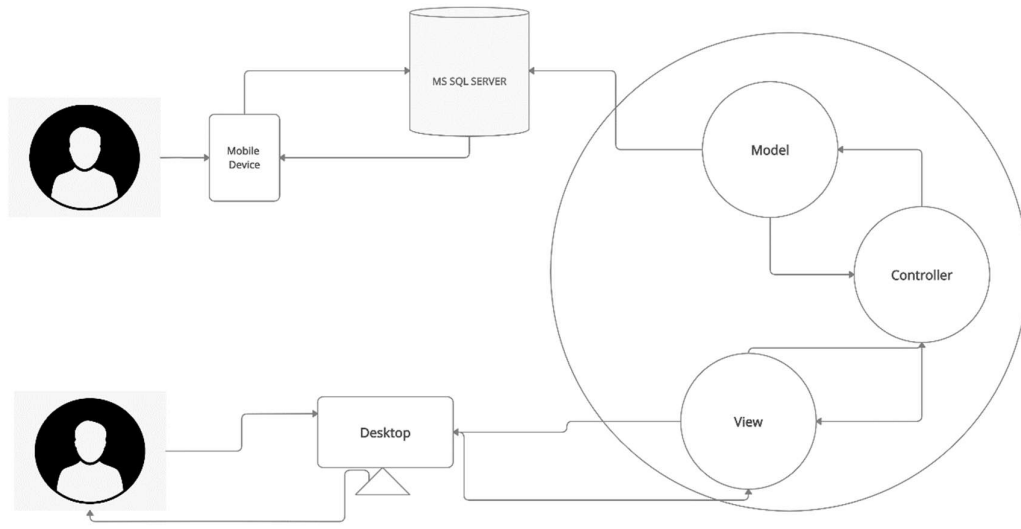 MS SQL SERVER
Mobile
Device
Model
Controller
View
Desktop